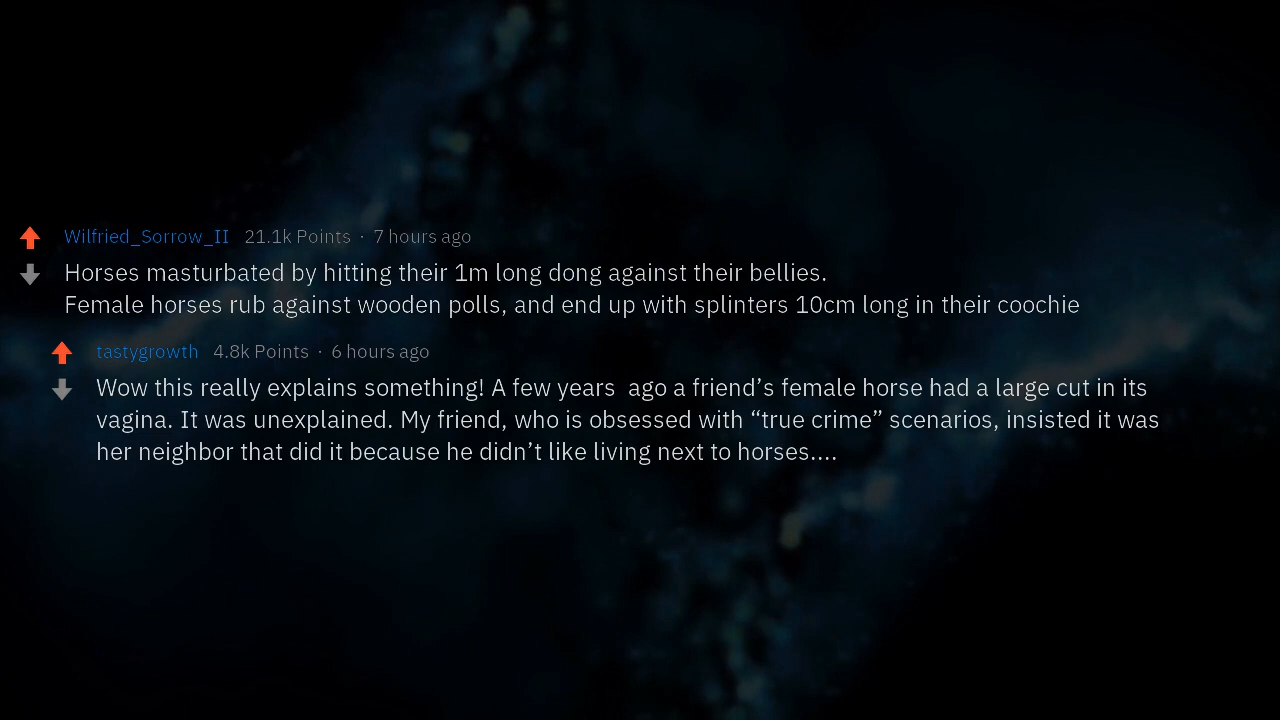 Wilfried_Sorrow_II 21.1k Points · 7 hours ago
Horses masturbated by hitting their 1m long dong against their bellies.
Female horses rub against wooden polls, and end up with splinters 10cm long in their coochie
tastygrowth 4.8k Points · 6 hours ago
Wow this really explains something! A few years  ago a friend’s female horse had a large cut in its
vagina. It was unexplained. My friend, who is obsessed with “true crime” scenarios, insisted it was
her neighbor that did it because he didn’t like living next to horses....